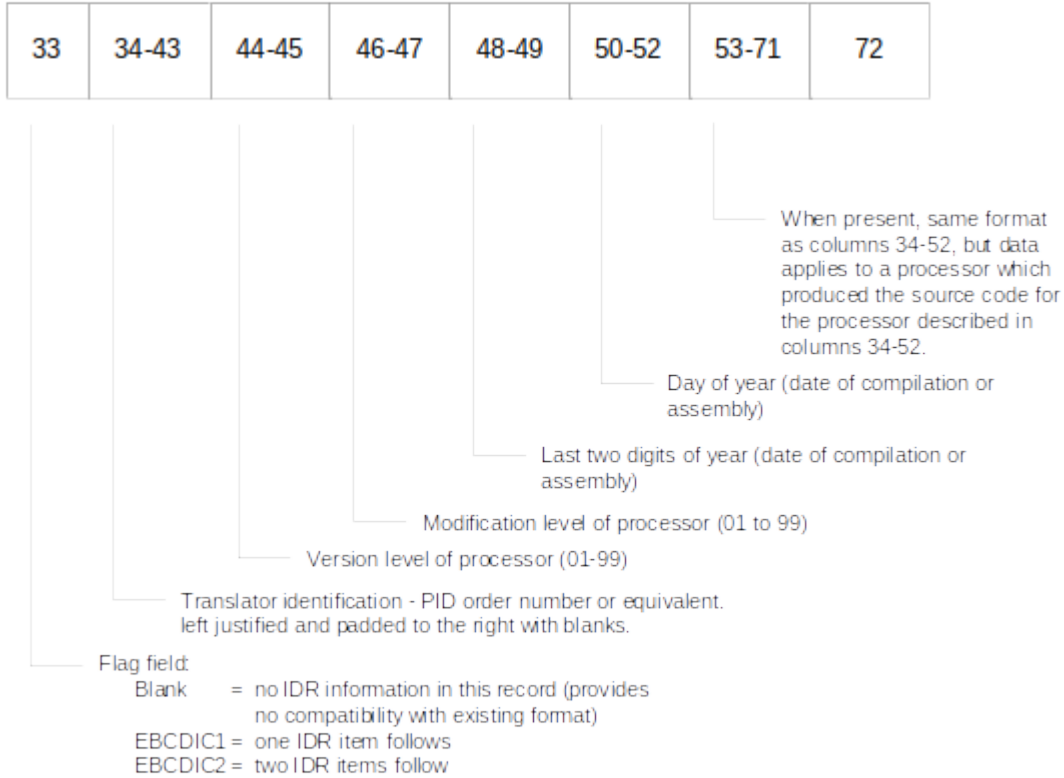 33 34-43 44-45 46-47 48-49 50-52 53-71 72
When present, same format
as columns 34-52, but data
applies to a processor which
produced the source code for
the processor described in
columns 34-52.
Day of year (date of compilation or
assembly)
Last two digits of year (date of compilation or
assembly)
Modification level of processor (01 to 99)
Version level of processor (01-99)
Translator identification - PID order number or equivalent.
left justified and padded to the right with blanks.
Flag field:
Blank = no IDR information in this record (provides
no compatibility with existing format)
EBCDIC1 = one IDR item follows
EBCDIC2 = two IDR items follow